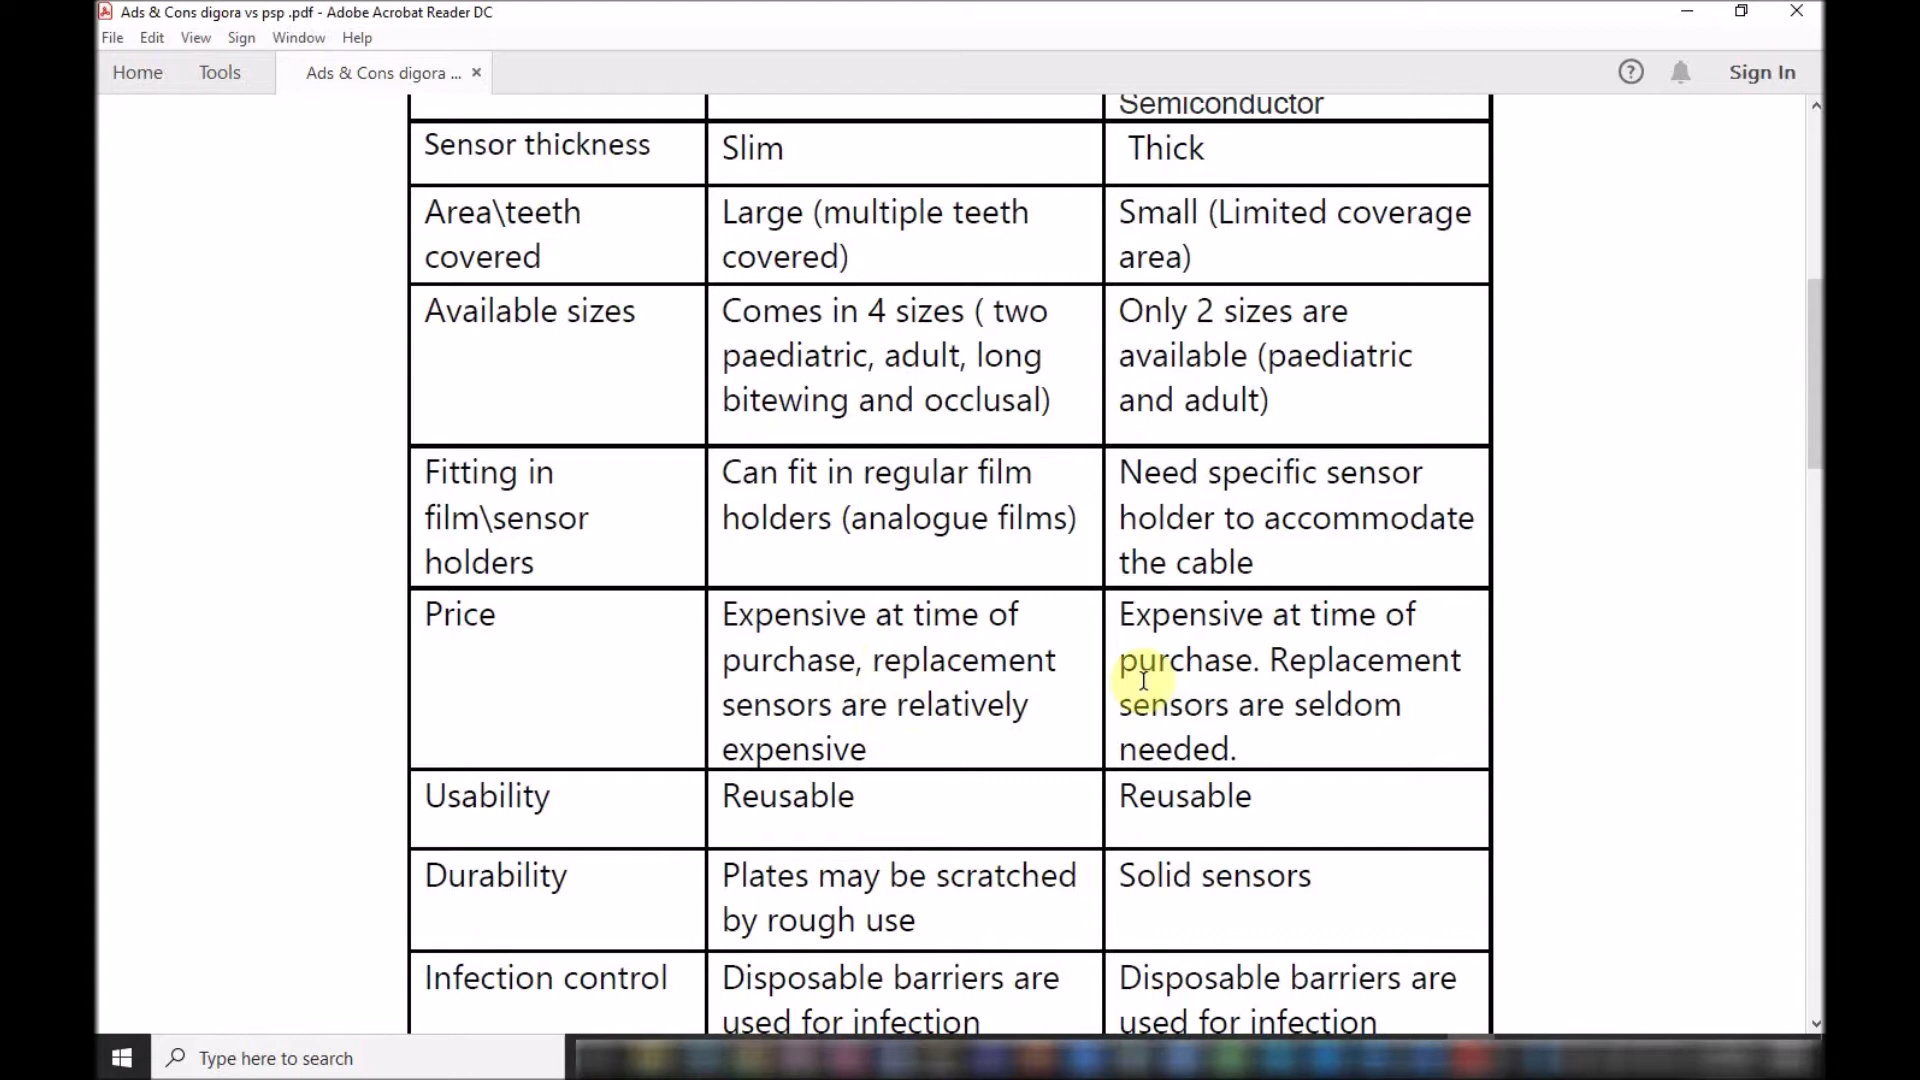 Ads & Cons digora vs psp .pdf - Adobe Acrobat Reader DC
File Edit View Sign Window Help
Home Tools Ads & Cons digora ... × ? Sign In
Semiconductor
Sensor thickness
Slim
Thick
Area\teeth
covered
Large (multiple teeth
covered)
Small (Limited coverage
area)
Available sizes
Comes in 4 sizes ( two
paediatric, adult, long
bitewing and occlusal)
Only 2 sizes are
available (paediatric
and adult)
Fitting in
film\sensor
holders
Can fit in regular film
holders (analogue films)
Need specific sensor
holder to accommodate
the cable
Price
Expensive at time of
purchase, replacement
sensors are relatively
expensive
Expensive at time of
purchase. Replacement
sensors are seldom
needed.
Usability
Reusable
Reusable
Durability
Plates may be scratched
by rough use
Solid sensors
Infection control
Disposable barriers are
used for infection
Disposable barriers are
used for infection
Type here to search